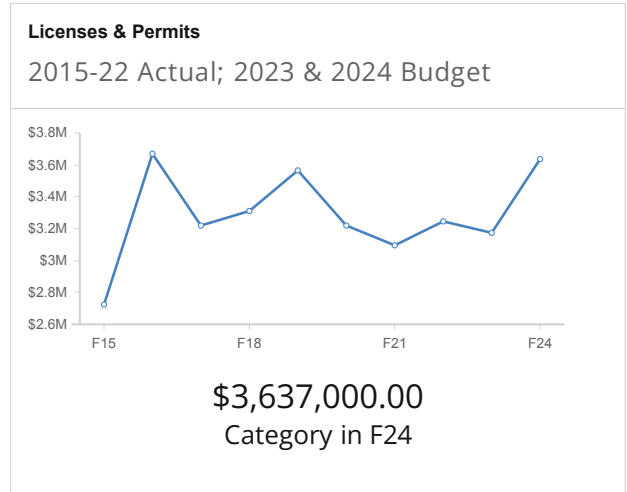 Licenses & Permits
2015-22 Actual; 2023 & 2024 Budget
$3.8M
$3.6M
$3.4M
$3.2M
$3M
$2.8M
$2.6M
F15 F18 F21 F24
$3,637,000.00
Category in F24